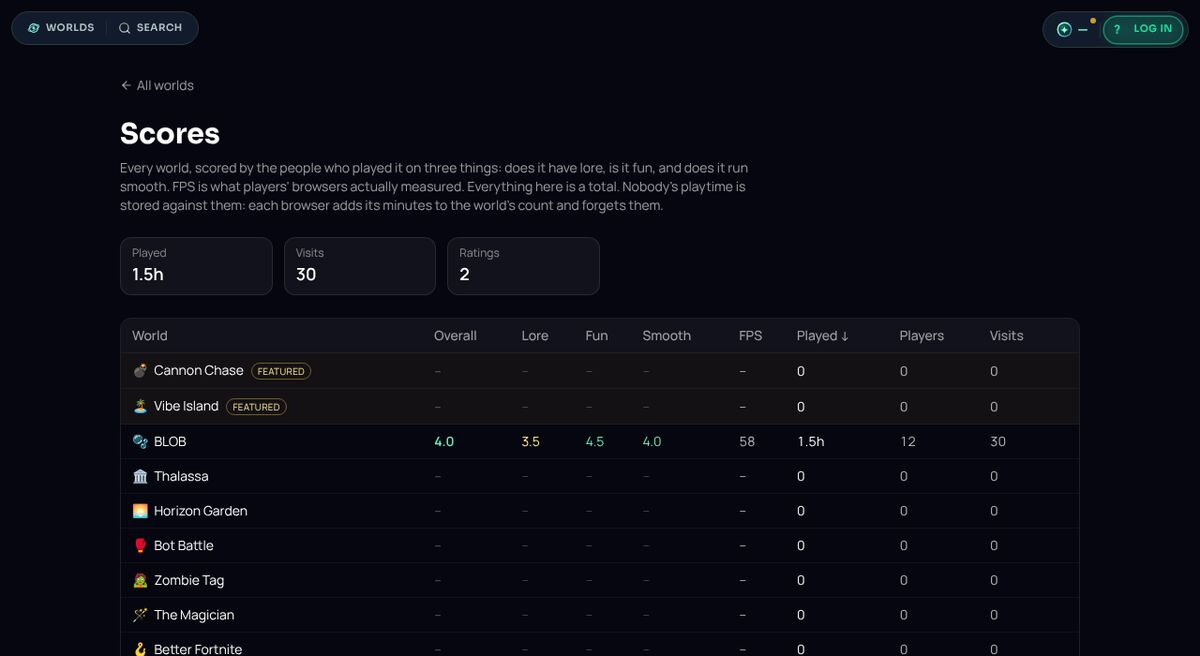 WORLDS SEARCH
– ? LOG IN
← All worlds
Scores
Every world, scored by the people who played it on three things: does it have lore, is it fun, and does it run
smooth. FPS is what players' browsers actually measured. Everything here is a total. Nobody's playtime is
stored against them: each browser adds its minutes to the world's count and forgets them.
Played Visits Ratings
1.5h 30 2
World Overall Lore Fun Smooth FPS Played ↓ Players Visits
Cannon Chase FEATURED – – – – – 0 0 0
Vibe Island FEATURED – – – – – 0 0 0
BLOB 4.0 3.5 4.5 4.0 58 1.5h 12 30
Thalassa – – – – – 0 0 0
Horizon Garden – – – – – 0 0 0
Bot Battle – – – – – 0 0 0
Zombie Tag – – – – – 0 0 0
The Magician – – – – – 0 0 0
Better Fortnite – – – – – 0 0 0